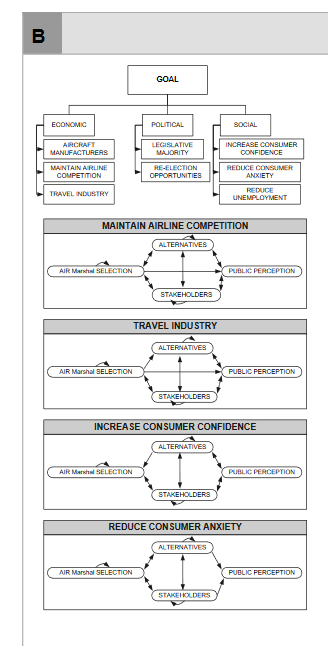 B
GOAL
ECONOMIC
POLITICAL
SOCIAL
AIRCRAFT
MANUFACTURERS
LEGISLATIVE
MAJORITY
INCREASE CONSUMER
CONFIDENCE
MAINTAIN AIRLINE
COMPETITION
RE-ELECTION
OPPORTUNITIES
REDUCE CONSUMER
ANXIETY
TRAVEL INDUSTRY
REDUCE
UNEMPLOYMENT
MAINTAIN AIRLINE COMPETITION
ALTERNATIVES
AIR Marshal SELECTION
PUBLIC PERCEPTION
STAKEHOLDERS
TRAVEL INDUSTRY
ALTERNATIVES
AIR Marshal SELECTION
PUBLIC PERCEPTION
STAKEHOLDERS
INCREASE CONSUMER CONFIDENCE
ALTERNATIVES
AIR Marshal SELECTION
PUBLIC PERCEPTION
STAKEHOLDERS
REDUCE CONSUMER ANXIETY
ALTERNATIVES
AIR Marshal SELECTION
PUBLIC PERCEPTION
STAKEHOLDERS